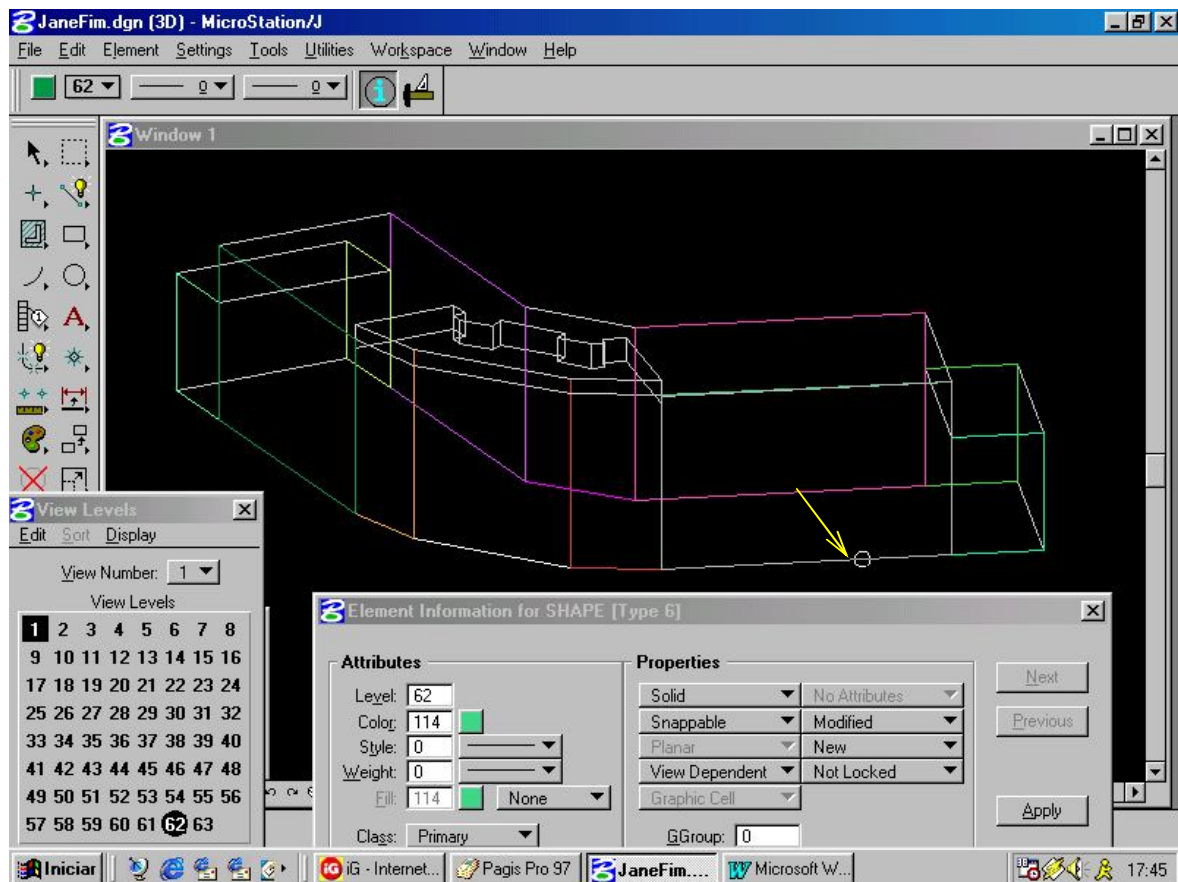 JaneFim.dgn (3D) - MicroStation/J
File Edit Element Settings Tools Utilities Workspace Window Help
62 0 0
Window 1
View Levels
Edit Sort Display
View Number: 1
View Levels
1 2 3 4 5 6 7 8
9 10 11 12 13 14 15 16
17 18 19 20 21 22 23 24
25 26 27 28 29 30 31 32
33 34 35 36 37 38 39 40
41 42 43 44 45 46 47 48
49 50 51 52 53 54 55 56
57 58 59 60 61 62 63
Element Information for SHAPE [Type 6]
Attributes
Level: 62
Color: 114
Style: 0
Weight: 0
Fill: 114 None
Class: Primary
Properties
Solid No Attributes
Snappable Modified
Planar New
View Dependent Not Locked
Graphic Cell
GGroup: 0
Next
Previous
Apply
Iniciar iG - Internet... Pagis Pro 97 JaneFim.... Microsoft W... 17:45